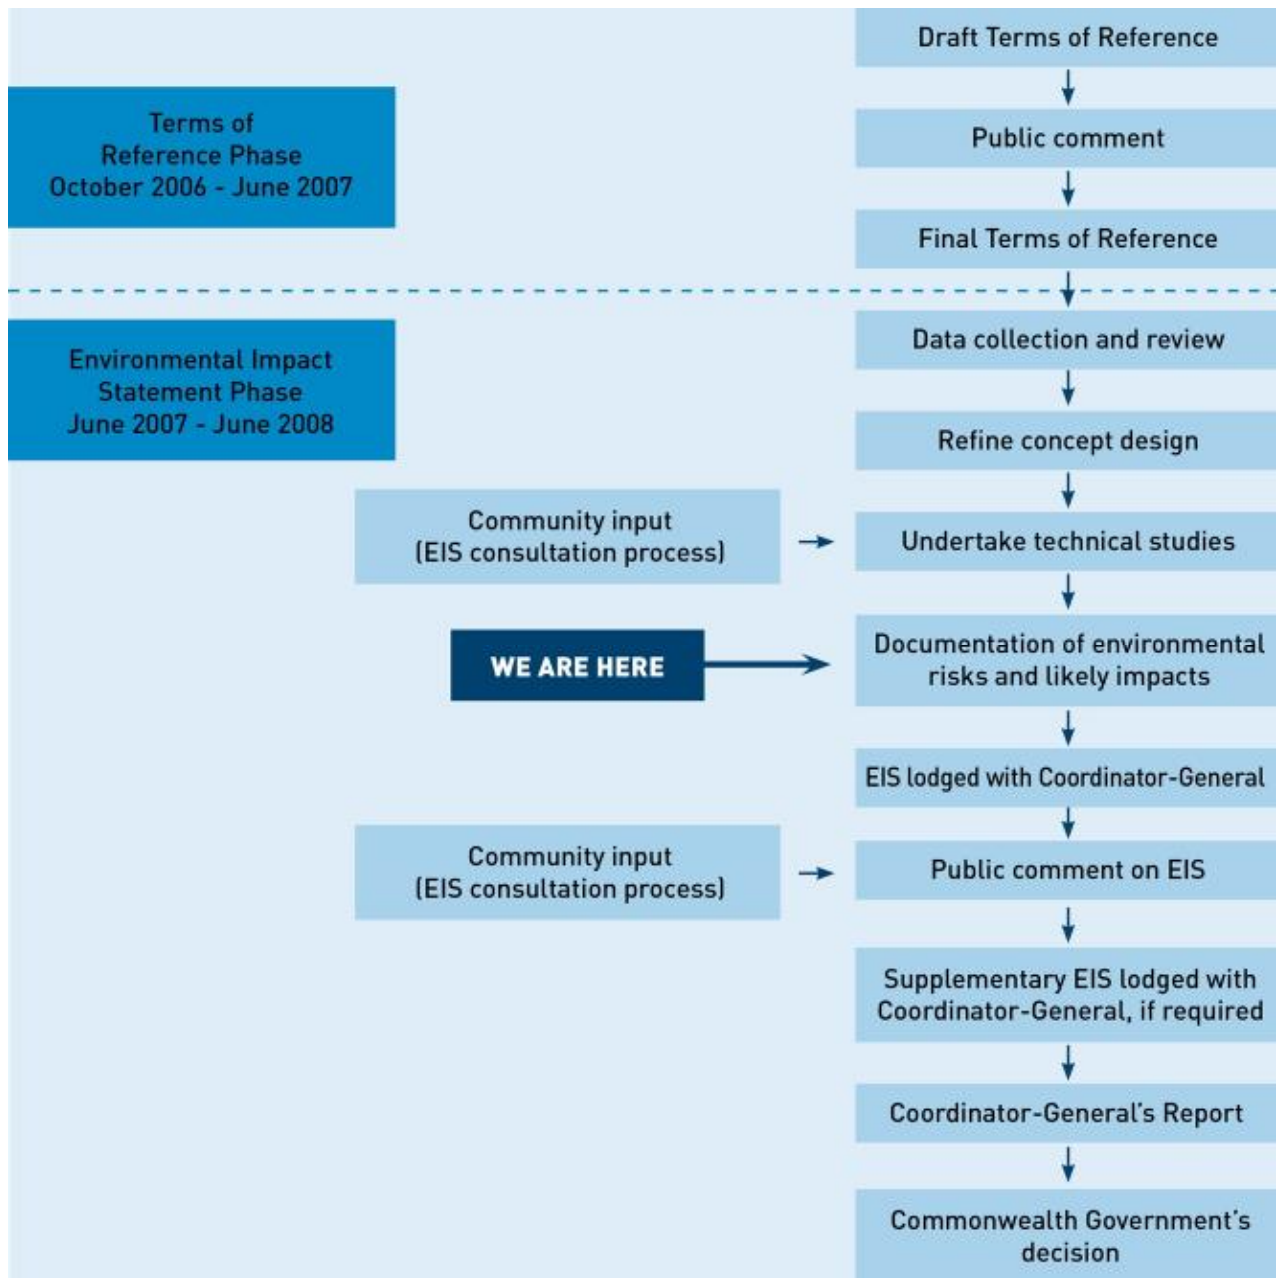 Draft Terms of Reference
Terms of
Reference Phase
October 2006 - June 2007
Public comment
Final Terms of Reference
Environmental Impact
Statement Phase
June 2007 - June 2008
Data collection and review
Refine concept design
Community input
(EIS consultation process)
Undertake technical studies
WE ARE HERE
Documentation of environmental
risks and likely impacts
EIS lodged with Coordinator-General
Community input
(EIS consultation process)
Public comment on EIS
Supplementary EIS lodged with
Coordinator-General, if required
Coordinator-General's Report
Commonwealth Government's
decision